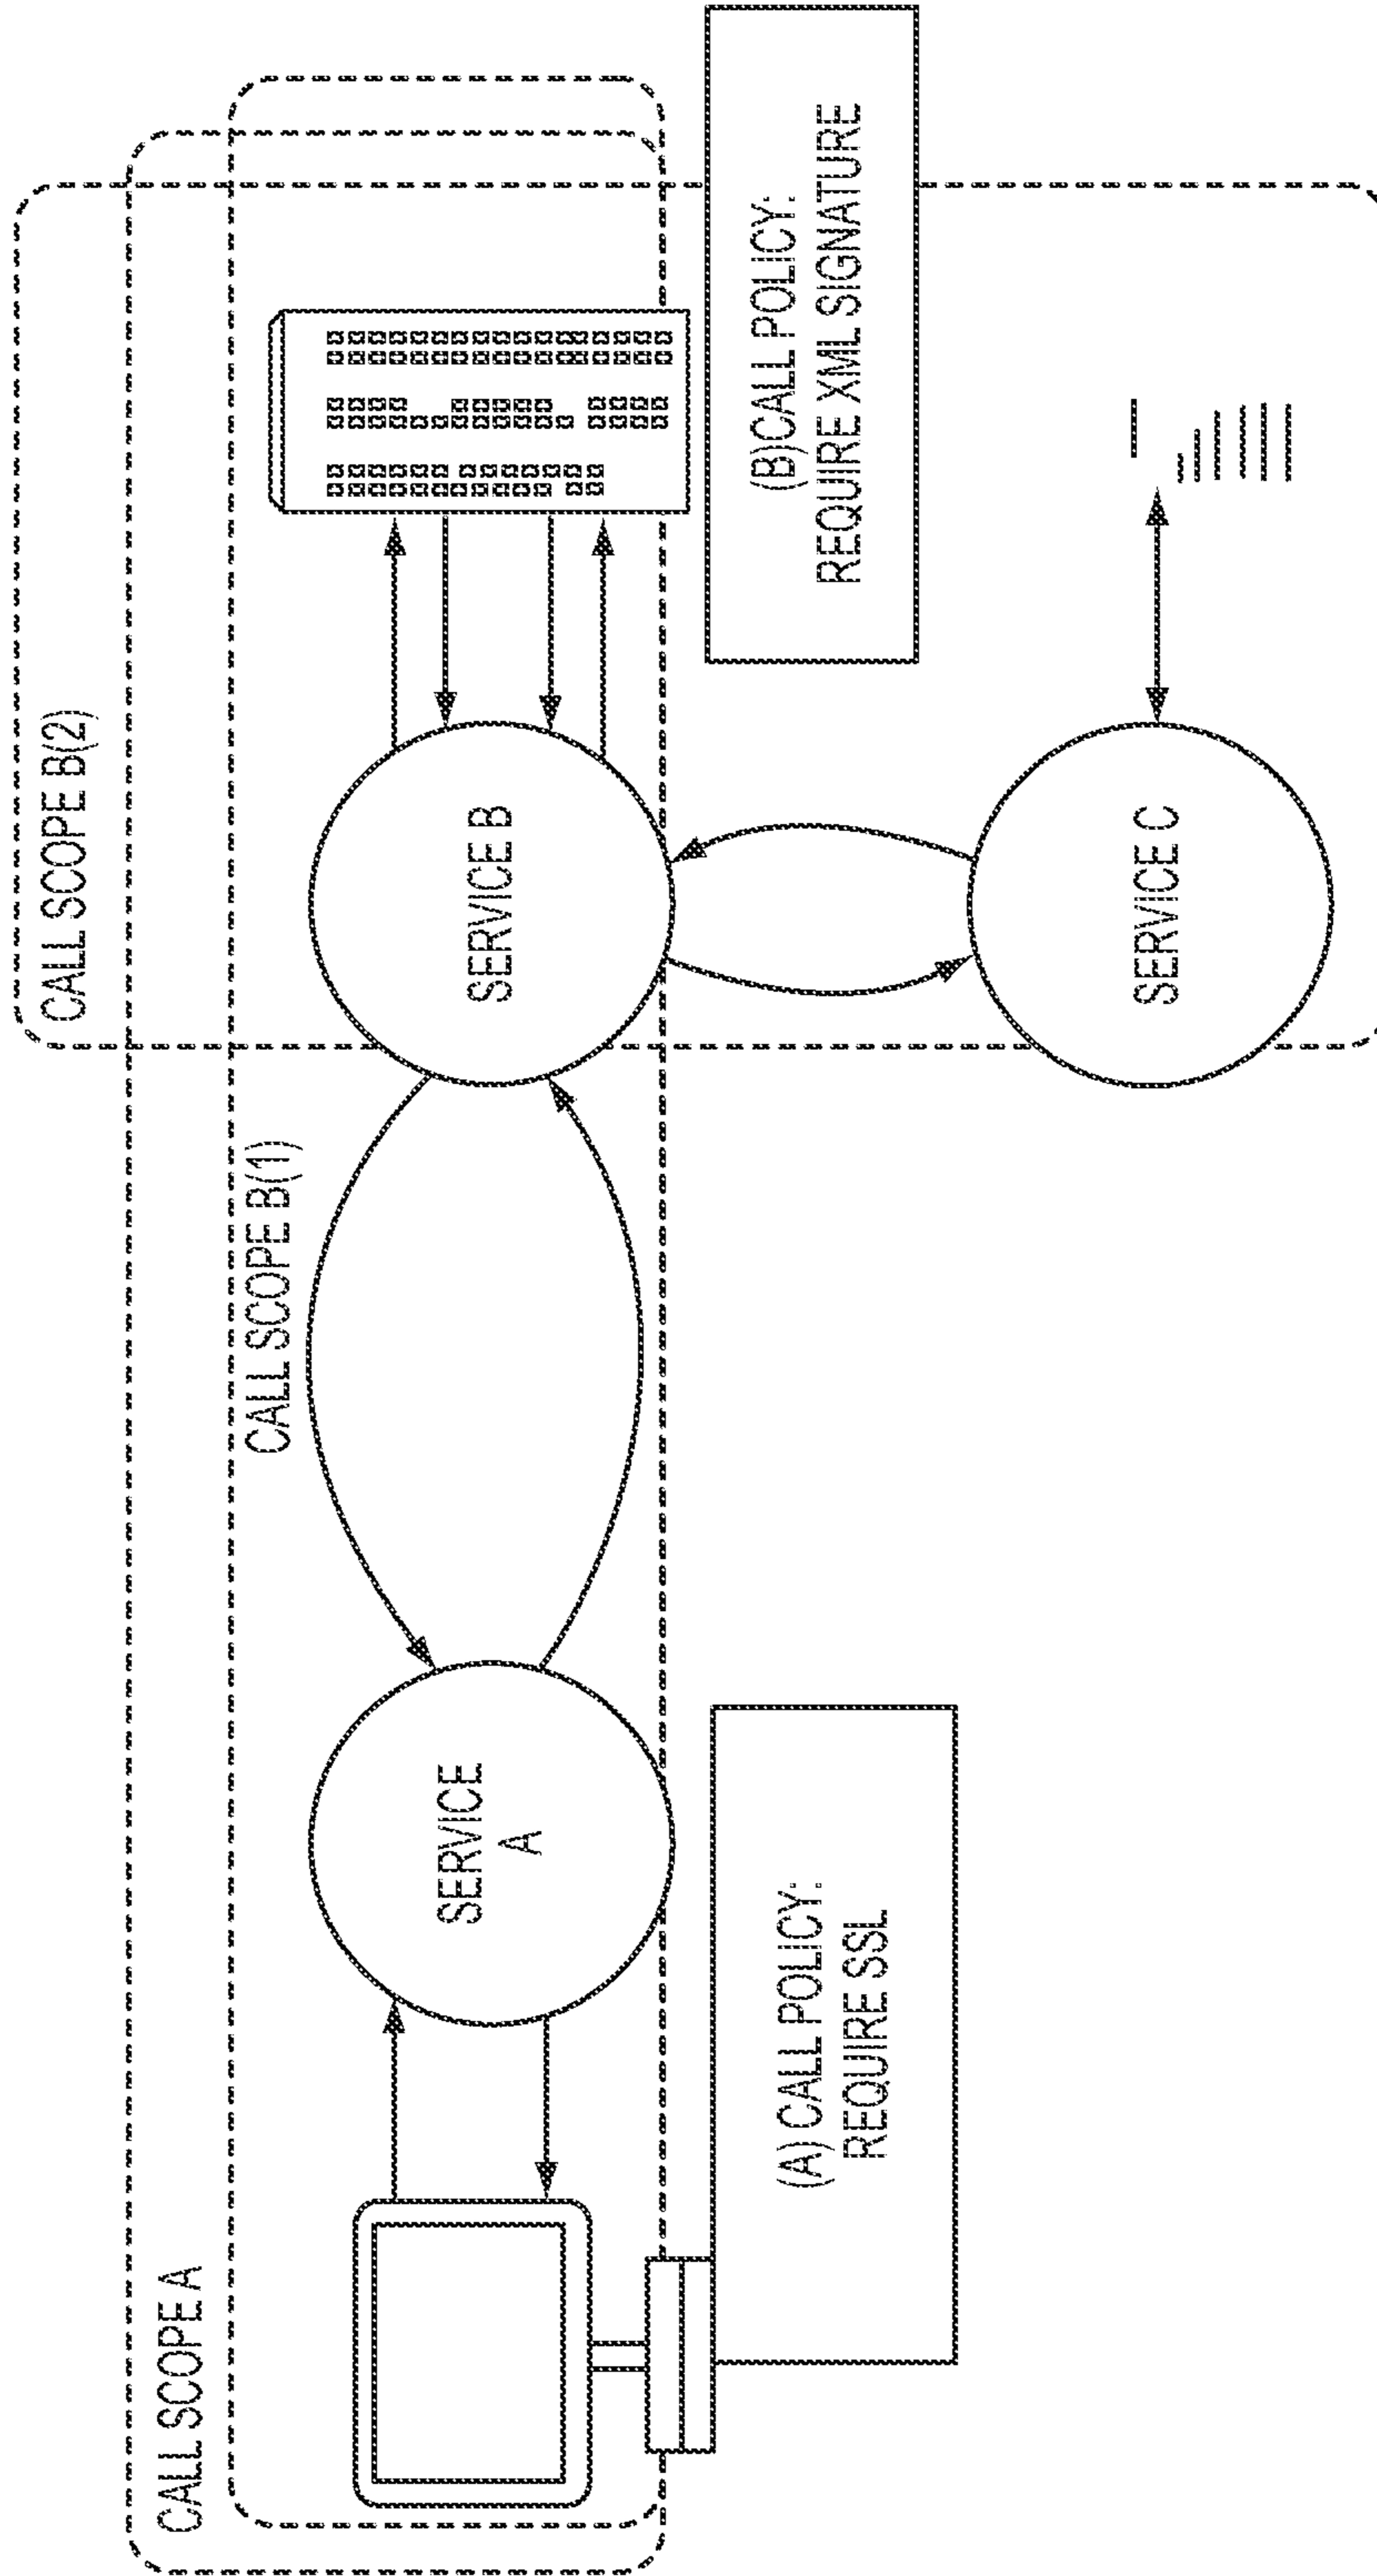 CALL SCOPE A
CALL SCOPE B(1)
CALL SCOPE B(2)
SERVICE
A
SERVICE B
SERVICE C
(A) CALL POLICY:
REQUIRE SSL
(B)CALL POLICY:
REQUIRE XML SIGNATURE